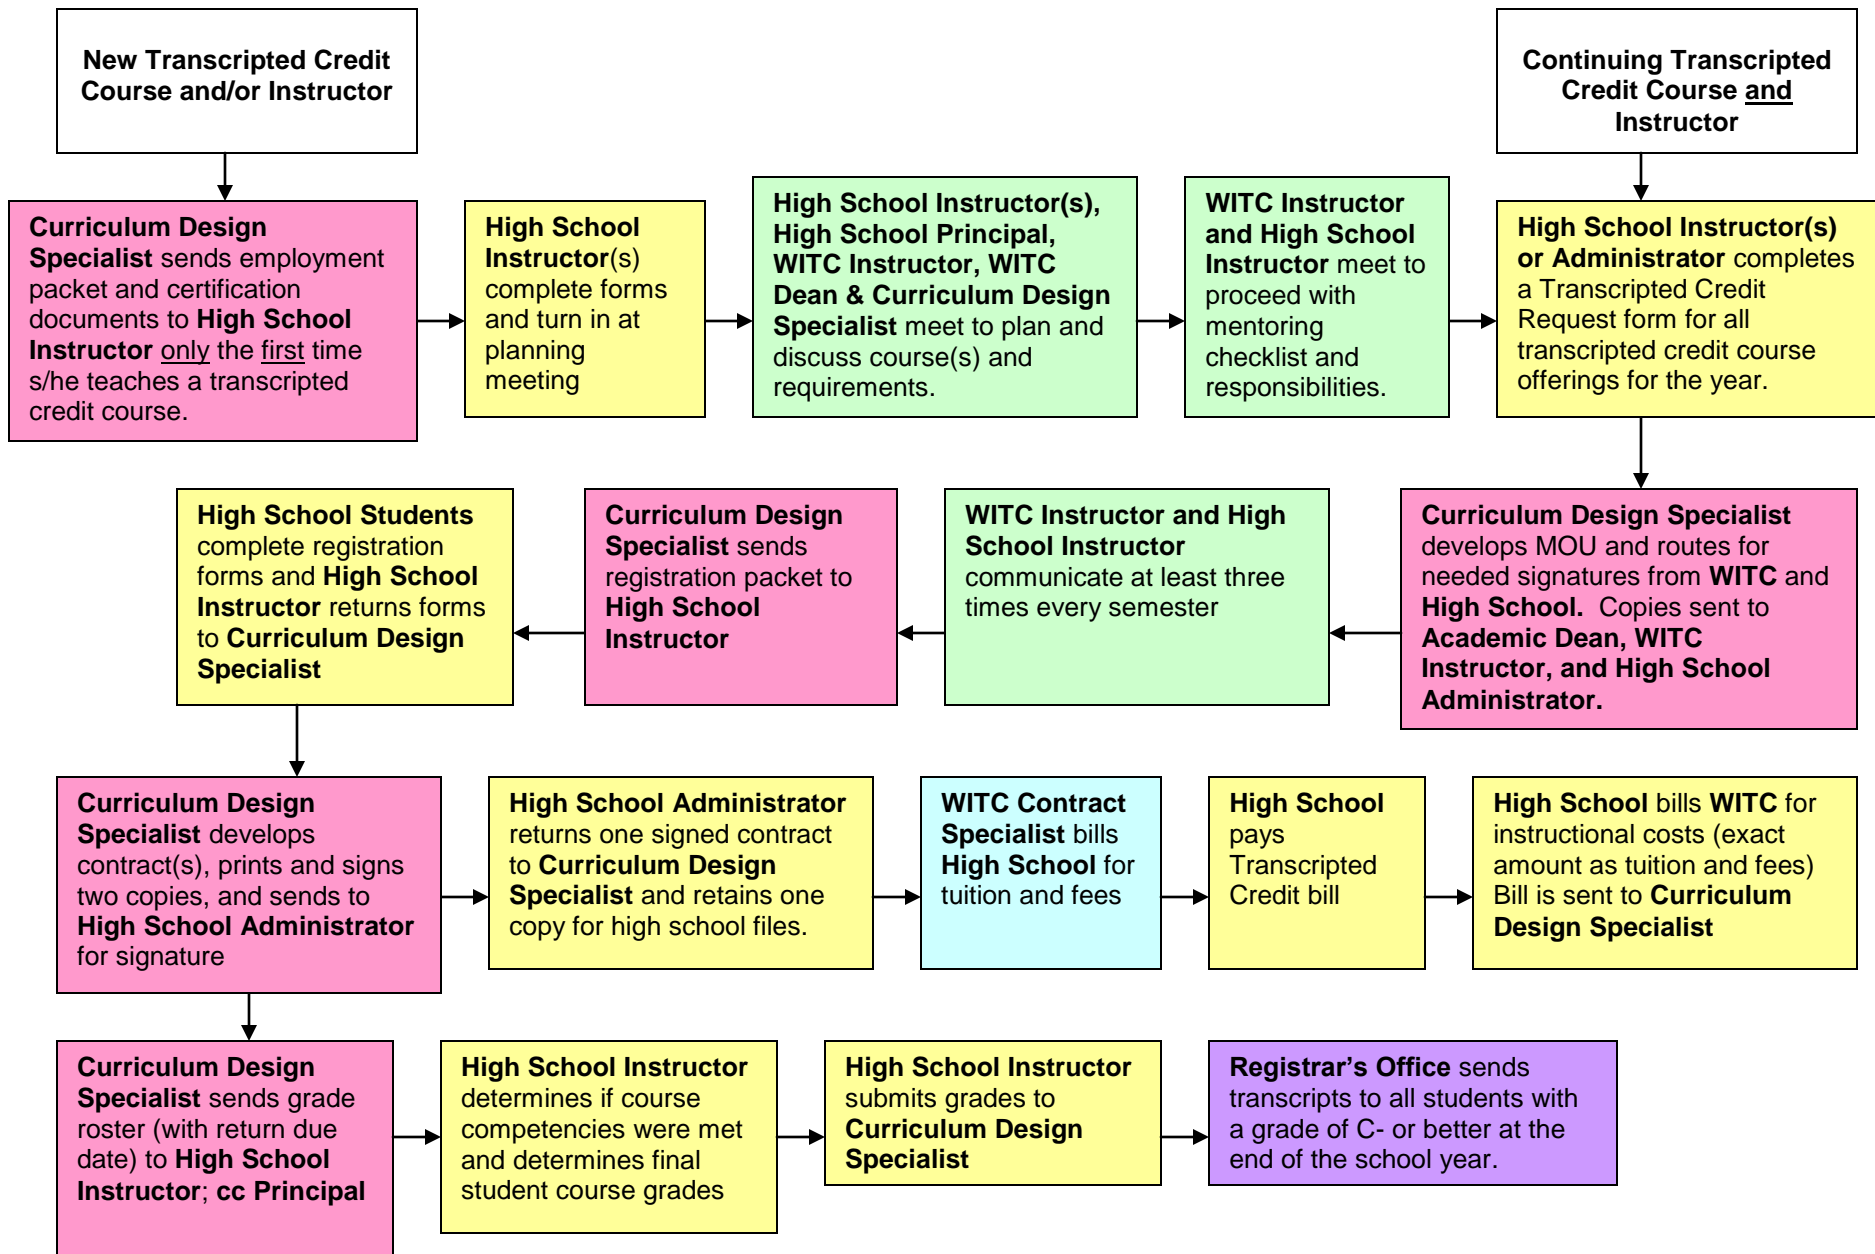 New Transcripted Credit
Course and/or Instructor
Continuing Transcripted
Credit Course and
Instructor
Curriculum Design
Specialist sends employment
packet and certification
documents to High School
Instructor only the first time
s/he teaches a transcripted
credit course.
High School
Instructor(s)
complete forms
and turn in at
planning
meeting
High School Instructor(s),
High School Principal,
WITC Instructor, WITC
Dean & Curriculum Design
Specialist meet to plan and
discuss course(s) and
requirements.
WITC Instructor
and High School
Instructor meet to
proceed with
mentoring
checklist and
responsibilities.
High School Instructor(s)
or Administrator completes
a Transcripted Credit
Request form for all
transcripted credit course
offerings for the year.
Curriculum Design Specialist
develops MOU and routes for
needed signatures from WITC and
High School.  Copies sent to
Academic Dean, WITC
Instructor, and High School
Administrator.
WITC Instructor and High
School Instructor
communicate at least three
times every semester
Curriculum Design
Specialist sends
registration packet to
High School
Instructor
High School Students
complete registration
forms and High School
Instructor returns forms
to Curriculum Design
Specialist
Curriculum Design
Specialist develops
contract(s), prints and signs
two copies, and sends to
High School Administrator
for signature
High School Administrator
returns one signed contract
to Curriculum Design
Specialist and retains one
copy for high school files.
WITC Contract
Specialist bills
High School for
tuition and fees
High School
pays
Transcripted
Credit bill
High School bills WITC for
instructional costs (exact
amount as tuition and fees)
Bill is sent to Curriculum
Design Specialist
Curriculum Design
Specialist sends grade
roster (with return due
date) to High School
Instructor; cc Principal
High School Instructor
determines if course
competencies were met
and determines final
student course grades
High School Instructor
submits grades to
Curriculum Design
Specialist
Registrar’s Office sends
transcripts to all students with
a grade of C- or better at the
end of the school year.